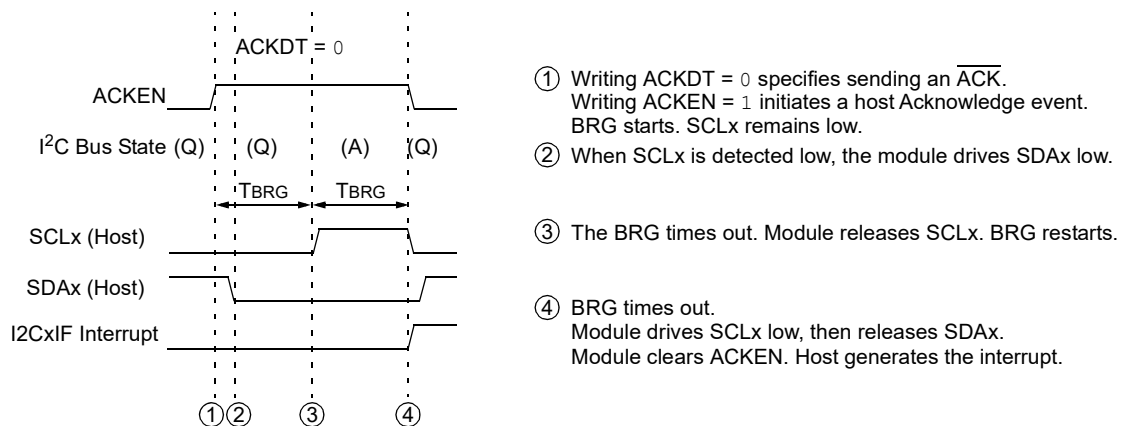 ACKDT = 0
ACKEN
I2C Bus State (Q) (Q) (A) (Q)
TBRG TBRG
SCLx (Host)
SDAx (Host)
I2CxIF Interrupt
① ② ③ ④
① Writing ACKDT = 0 specifies sending an A̅C̅K̅.
Writing ACKEN = 1 initiates a host Acknowledge event.
BRG starts. SCLx remains low.
② When SCLx is detected low, the module drives SDAx low.
③ The BRG times out. Module releases SCLx. BRG restarts.
④ BRG times out.
Module drives SCLx low, then releases SDAx.
Module clears ACKEN. Host generates the interrupt.